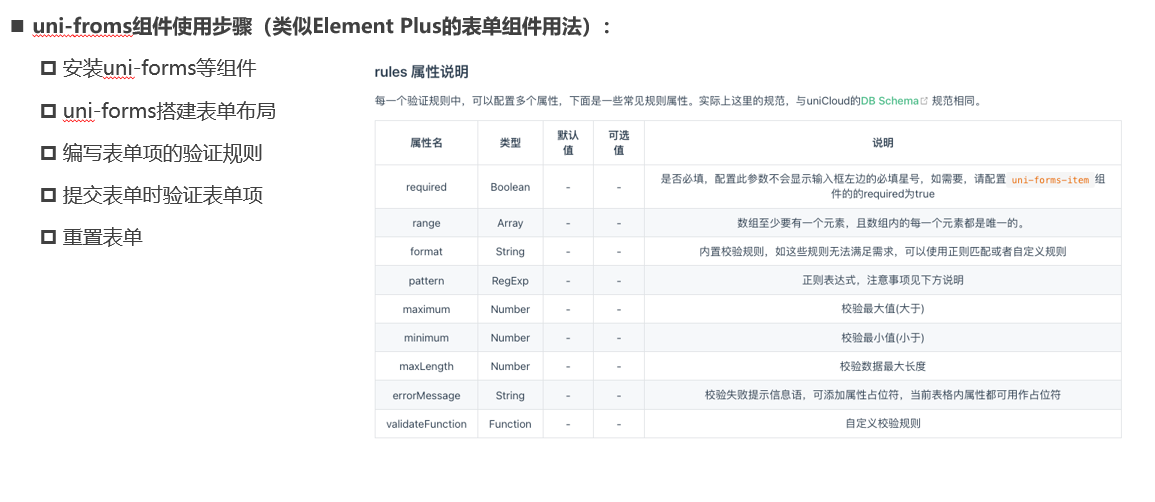 ■ uni-froms组件使用步骤（类似Element Plus的表单组件用法）：
安装uni-forms等组件
uni-forms搭建表单布局
编写表单项的验证规则
提交表单时验证表单项
重置表单
rules 属性说明
每一个验证规则中，可以配置多个属性，下面是一些常见规则属性。实际上这里的规范，与uniCloud的DB Schema 规范相同。
属性名 类型 默认值 可选值 说明
required Boolean - - 是否必填，配置此参数不会显示输入框左边的必填星号，如需要，请配置 uni-forms-item 组
件的的required为true
range Array - - 数组至少要有一个元素，且数组内的每一个元素都是唯一的。
format String - - 内置校验规则，如这些规则无法满足需求，可以使用正则匹配或者自定义规则
pattern RegExp - - 正则表达式，注意事项见下方说明
maximum Number - - 校验最大值(大于)
minimum Number - - 校验最小值(小于)
maxLength Number - - 校验数据最大长度
errorMessage String - - 校验失败提示信息语，可添加属性占位符，当前表格内属性都可用作占位符
validateFunction Function - - 自定义校验规则